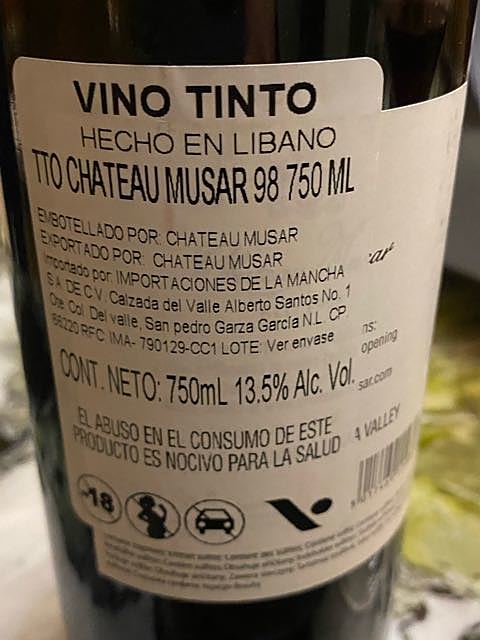 VINO TINTO
HECHO EN LIBANO
TTO CHATEAU MUSAR 98 750 ML
EMBOTELLADO POR: CHATEAU MUSAR
EXPORTADO POR: CHATEAU MUSAR
Importado por: IMPORTACIONES DE LA MANCHA
S.A. DE C.V. Calzada del Valle Alberto Santos No. 1
Ote. Col. Del valle, San pedro Garza García N.L. CP.
66220 RFC: IMA- 790129-CC1 LOTE: Ver envase
CONT. NETO: 750mL 13.5% Alc. Vol.
EL ABUSO EN EL CONSUMO DE ESTE
PRODUCTO ES NOCIVO PARA LA SALUD
-18
ar
ns:
opening
sar.com
A VALLEY